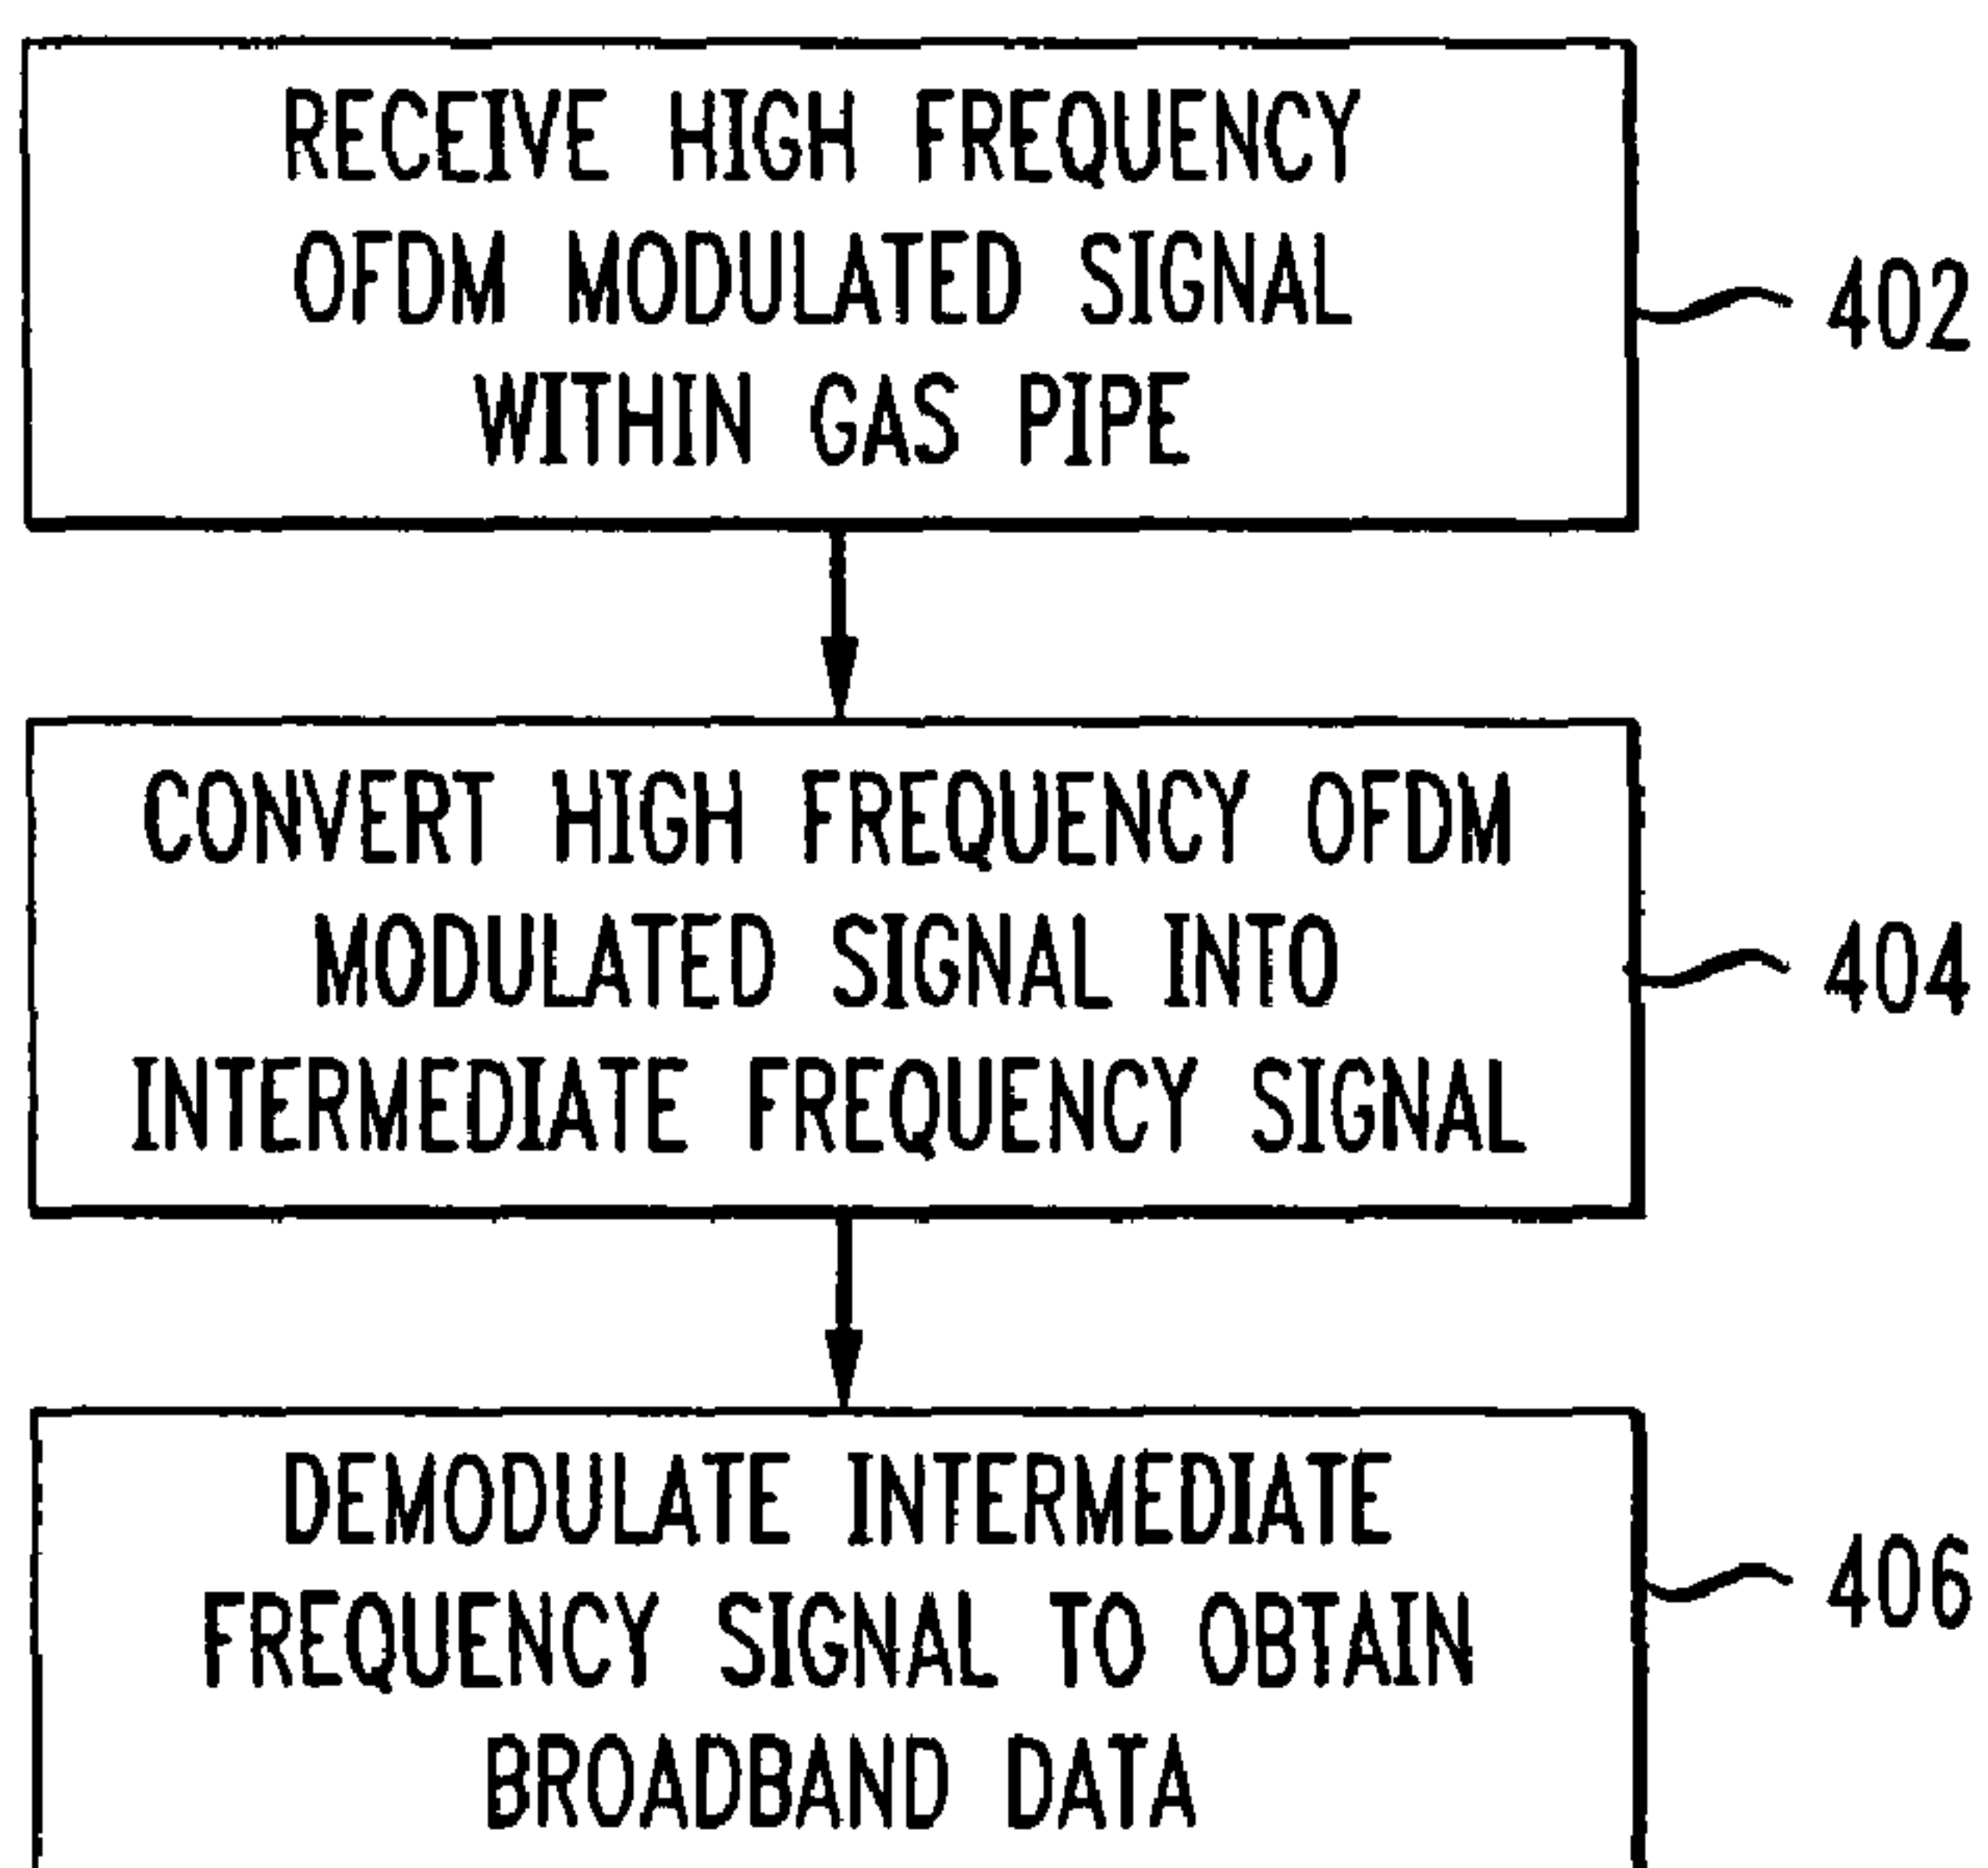 RECEIVE HIGH FREQUENCY
OFDM MODULATED SIGNAL
WITHIN GAS PIPE
402
CONVERT HIGH FREQUENCY OFDM
MODULATED SIGNAL INTO
INTERMEDIATE FREQUENCY SIGNAL
404
DEMODULATE INTERMEDIATE
FREQUENCY SIGNAL TO OBTAIN
BROADBAND DATA
406